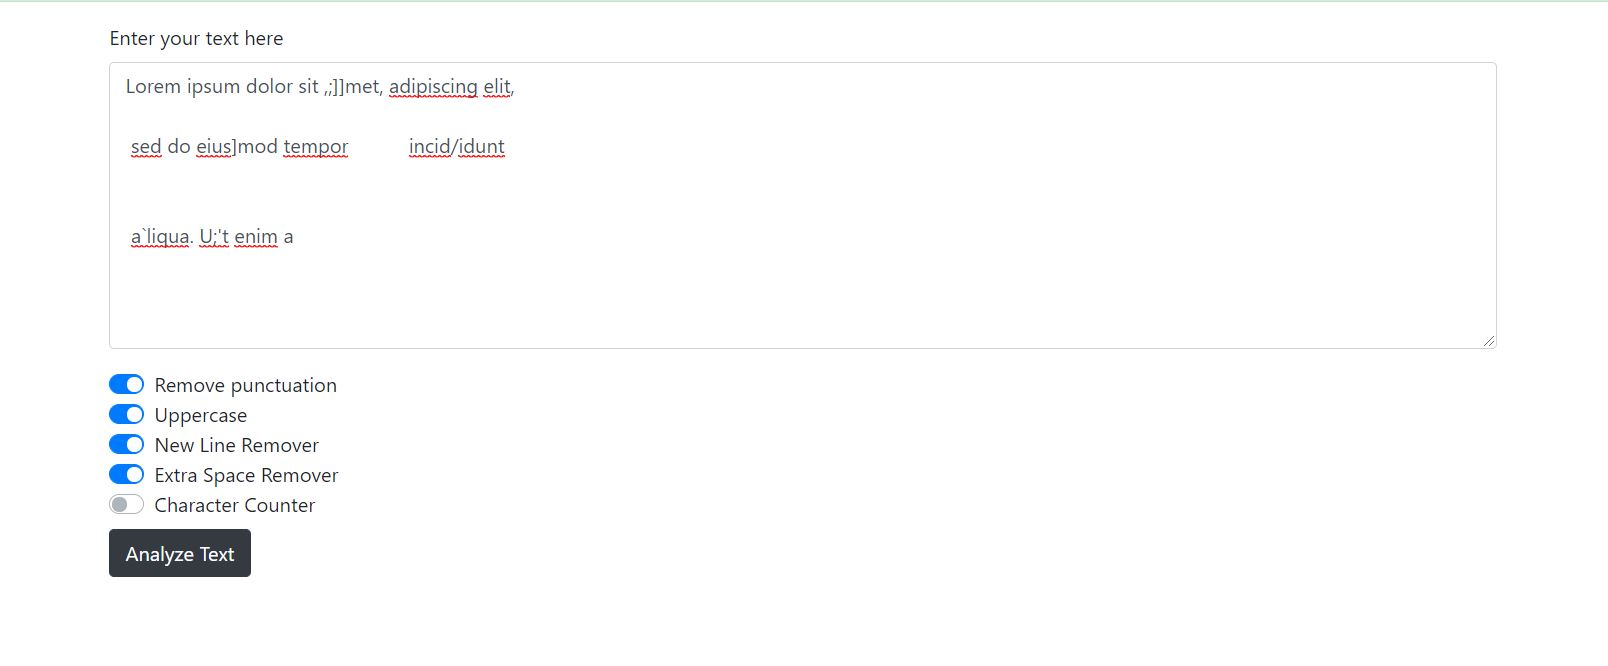 Enter your text here
Lorem ipsum dolor sit ,;]]met, adipiscing elit,
sed do eius]mod tempor            incid/idunt
a`liqua. U;'t enim a
Remove punctuation
Uppercase
New Line Remover
Extra Space Remover
Character Counter
Analyze Text